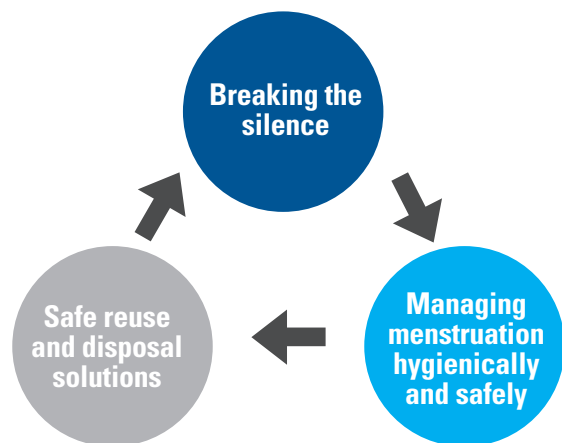 Breaking the
silence
Managing
menstruation
hygienically
and safely
Safe reuse
and disposal
solutions